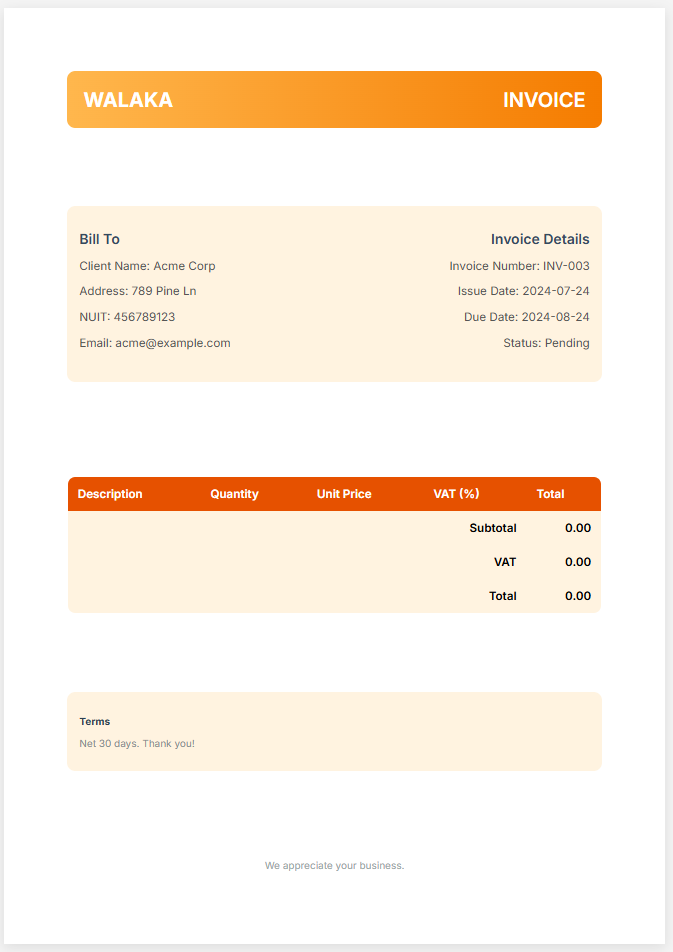 WALAKA INVOICE
Bill To
Client Name: Acme Corp
Address: 789 Pine Ln
NUIT: 456789123
Email: acme@example.com
Invoice Details
Invoice Number: INV-003
Issue Date: 2024-07-24
Due Date: 2024-08-24
Status: Pending
Description Quantity Unit Price VAT (%) Total
Subtotal 0.00
VAT 0.00
Total 0.00
Terms
Net 30 days. Thank you!
We appreciate your business.